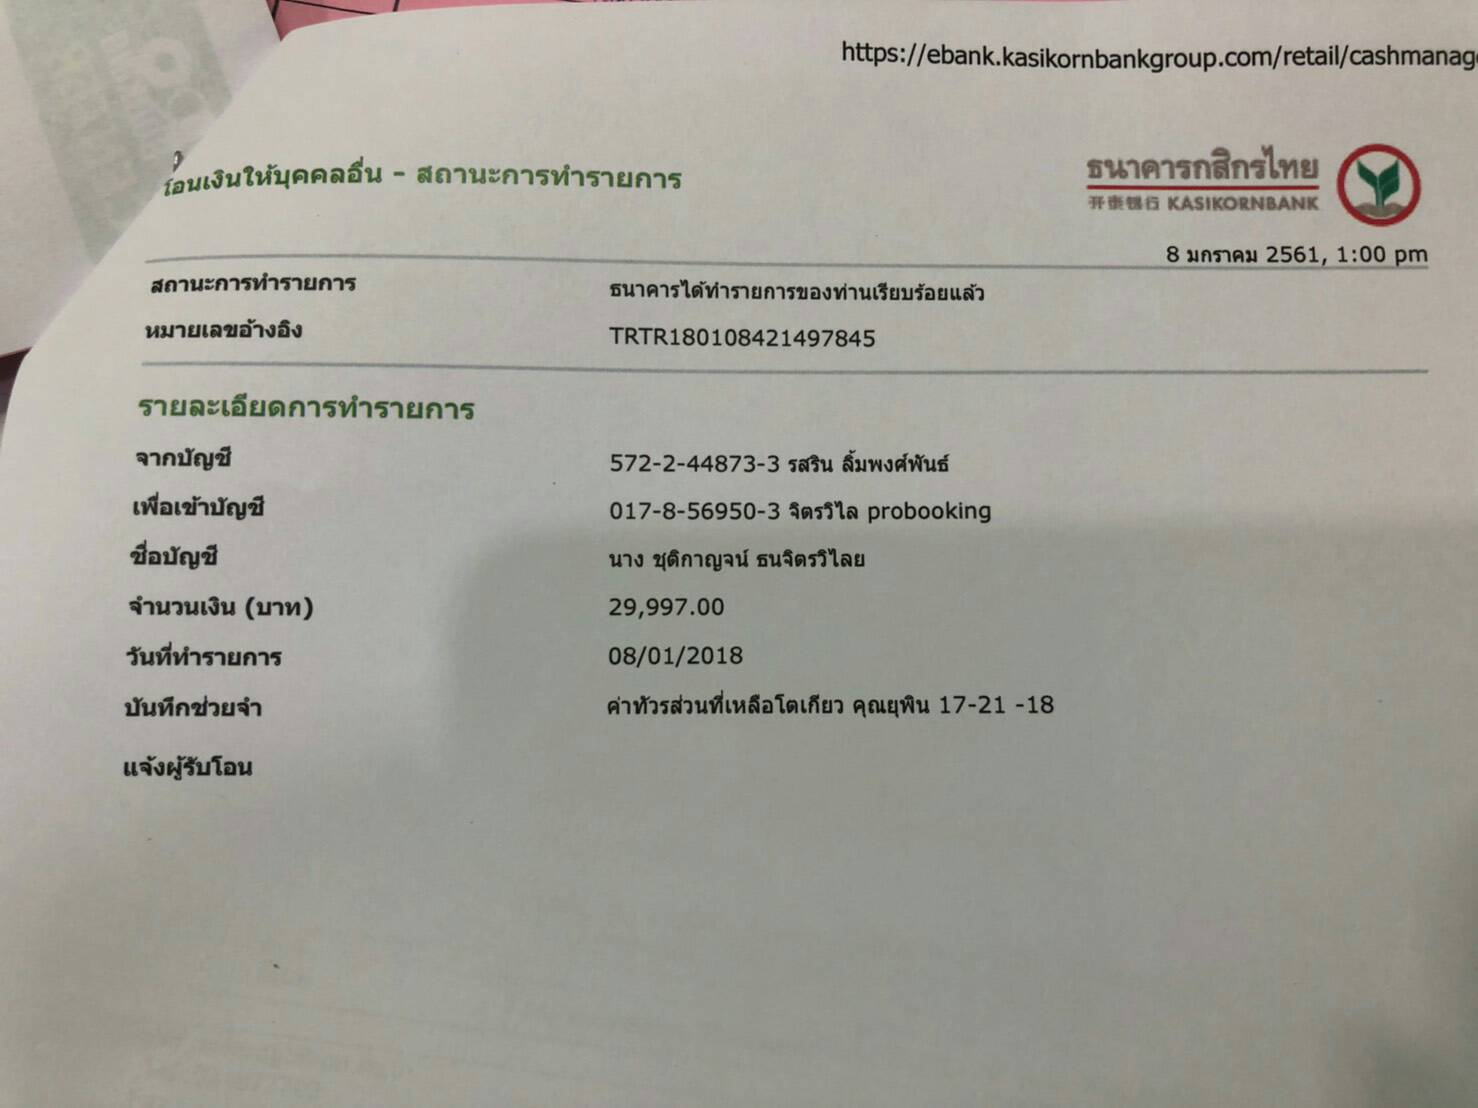 https://ebank.kasikornbankgroup.com/retail/cashmanag
โอนเงินให้บุคคลอื่น - สถานะการทำรายการ
ธนาคารกสิกรไทย
开泰银行 KASIKORNBANK
8 มกราคม 2561, 1:00 pm
สถานะการทำรายการ ธนาคารได้ทำรายการของท่านเรียบร้อยแล้ว
หมายเลขอ้างอิง TRTR180108421497845
รายละเอียดการทำรายการ
จากบัญชี 572-2-44873-3 รสริน ลิ้มพงศ์พันธ์
เพื่อเข้าบัญชี 017-8-56950-3 จิตรวิไล probooking
ชื่อบัญชี นาง ชุติกาญจน์ ธนจิตรวิไลย
จำนวนเงิน (บาท) 29,997.00
วันที่ทำรายการ 08/01/2018
บันทึกช่วยจำ ค่าทัวรส่วนที่เหลือโตเกียว คุณยุพิน 17-21 -18
แจ้งผู้รับโอน